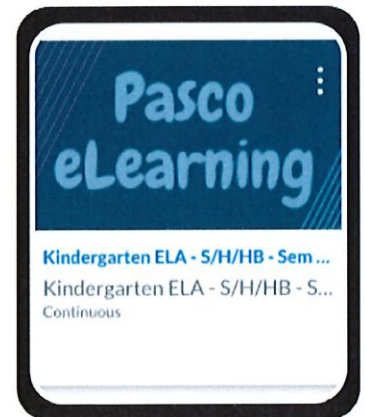 Pasco
eLearning
Kindergarten ELA - S/H/HB - Sem ...
Kindergarten ELA - S/H/HB - S...
Continuous